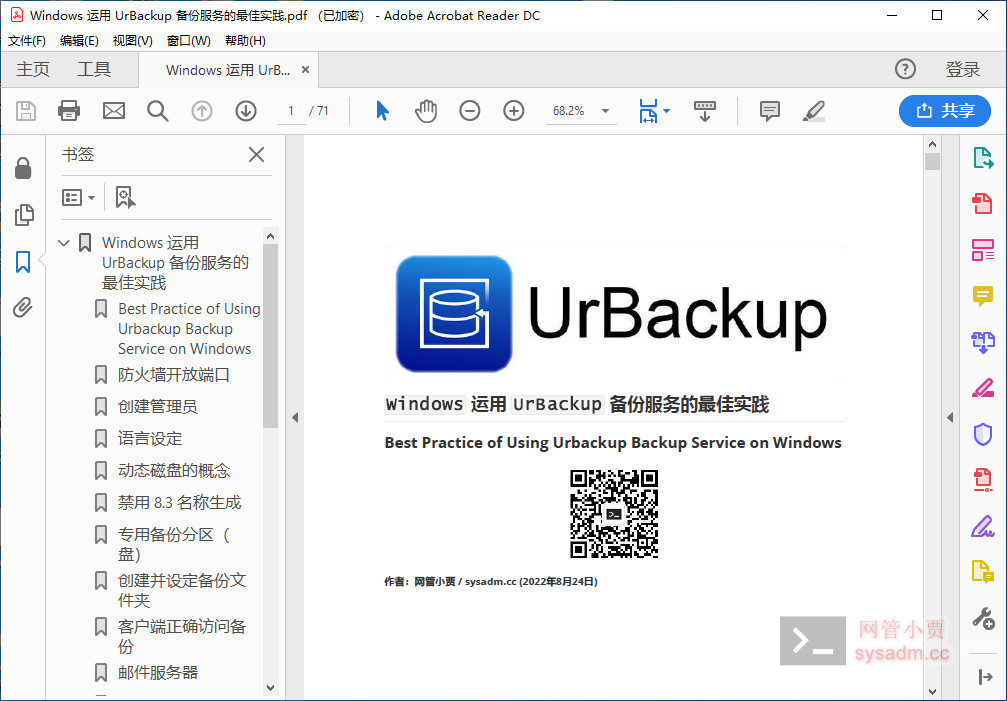 Windows 运用 UrBackup 备份服务的最佳实践.pdf （已加密） - Adobe Acrobat Reader DC
文件(F) 编辑(E) 视图(V) 窗口(W) 帮助(H)
主页 工具 Windows 运用 UrB... × 登录
1 / 71 68.2% 共享
书签
Windows 运用
UrBackup 备份服务的
最佳实践
Best Practice of Using
Urbackup Backup
Service on Windows
防火墙开放端口
创建管理员
语言设定
动态磁盘的概念
禁用 8.3 名称生成
专用备份分区（
盘）
创建并设定备份文
件夹
客户端正确访问备
份
邮件服务器
UrBackup
Windows 运用 UrBackup 备份服务的最佳实践
Best Practice of Using Urbackup Backup Service on Windows
作者：网管小贾 / sysadm.cc (2022年8月24日)
网管小贾
sysadm.cc